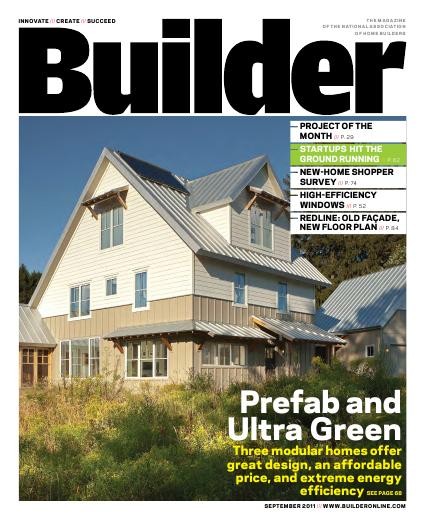 INNOVATE /// CREATE /// SUCCEED
THE MAGAZINE
OF THE NATIONAL ASSOCIATION
OF HOME BUILDERS
Builder
PROJECT OF THE
MONTH /// P.29
STARTUPS HIT THE
GROUND RUNNING /// P.62
NEW-HOME SHOPPER
SURVEY /// P.74
HIGH-EFFICIENCY
WINDOWS /// P.52
REDLINE: OLD FAÇADE,
NEW FLOOR PLAN /// P.84
Prefab and
Ultra Green
Three modular homes offer
great design, an affordable
price, and extreme energy
efficiency SEE PAGE 68
SEPTEMBER 2011 /// WWW.BUILDERONLINE.COM